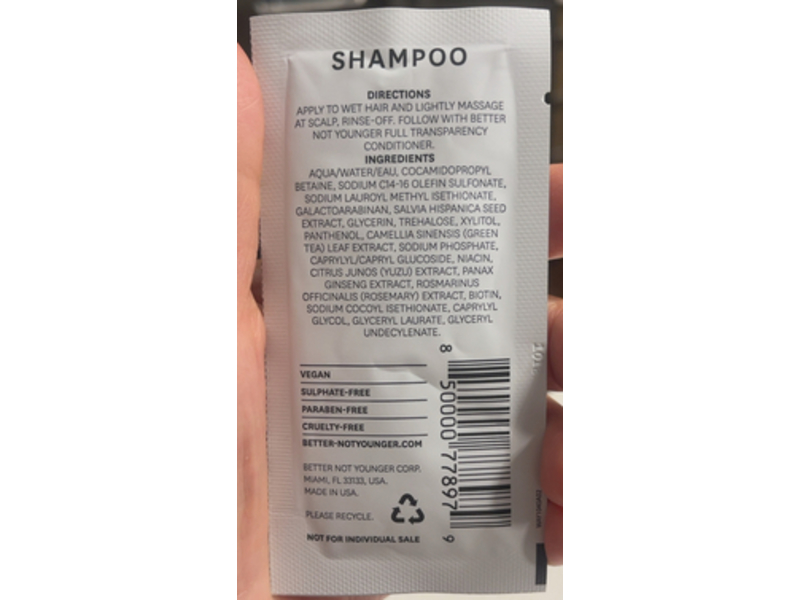 SHAMPOO
DIRECTIONS
APPLY TO WET HAIR AND LIGHTLY MASSAGE
AT SCALP, RINSE-OFF. FOLLOW WITH BETTER
NOT YOUNGER FULL TRANSPARENCY
CONDITIONER.
INGREDIENTS
AQUA/WATER/EAU, COCAMIDOPROPYL
BETAINE, SODIUM C14-16 OLEFIN SULFONATE,
SODIUM LAUROYL METHYL ISETHIONATE,
GALACTOARABINAN, SALVIA HISPANICA SEED
EXTRACT, GLYCERIN, TREHALOSE, XYLITOL,
PANTHENOL, CAMELLIA SINENSIS (GREEN
TEA) LEAF EXTRACT, SODIUM PHOSPHATE,
CAPRYLYL/CAPRYL GLUCOSIDE, NIACIN,
CITRUS JUNOS (YUZU) EXTRACT, PANAX
GINSENG EXTRACT, ROSMARINUS
OFFICINALIS (ROSEMARY) EXTRACT, BIOTIN,
SODIUM COCOYL ISETHIONATE, CAPRYLYL
GLYCOL, GLYCERYL LAURATE, GLYCERYL
UNDECYLENATE.
VEGAN
SULPHATE-FREE
PARABEN-FREE
CRUELTY-FREE
BETTER-NOTYOUNGER.COM
BETTER NOT YOUNGER CORP.
MIAMI, FL 33133, USA.
MADE IN USA.
PLEASE RECYCLE.
NOT FOR INDIVIDUAL SALE
8 50000 77897 9